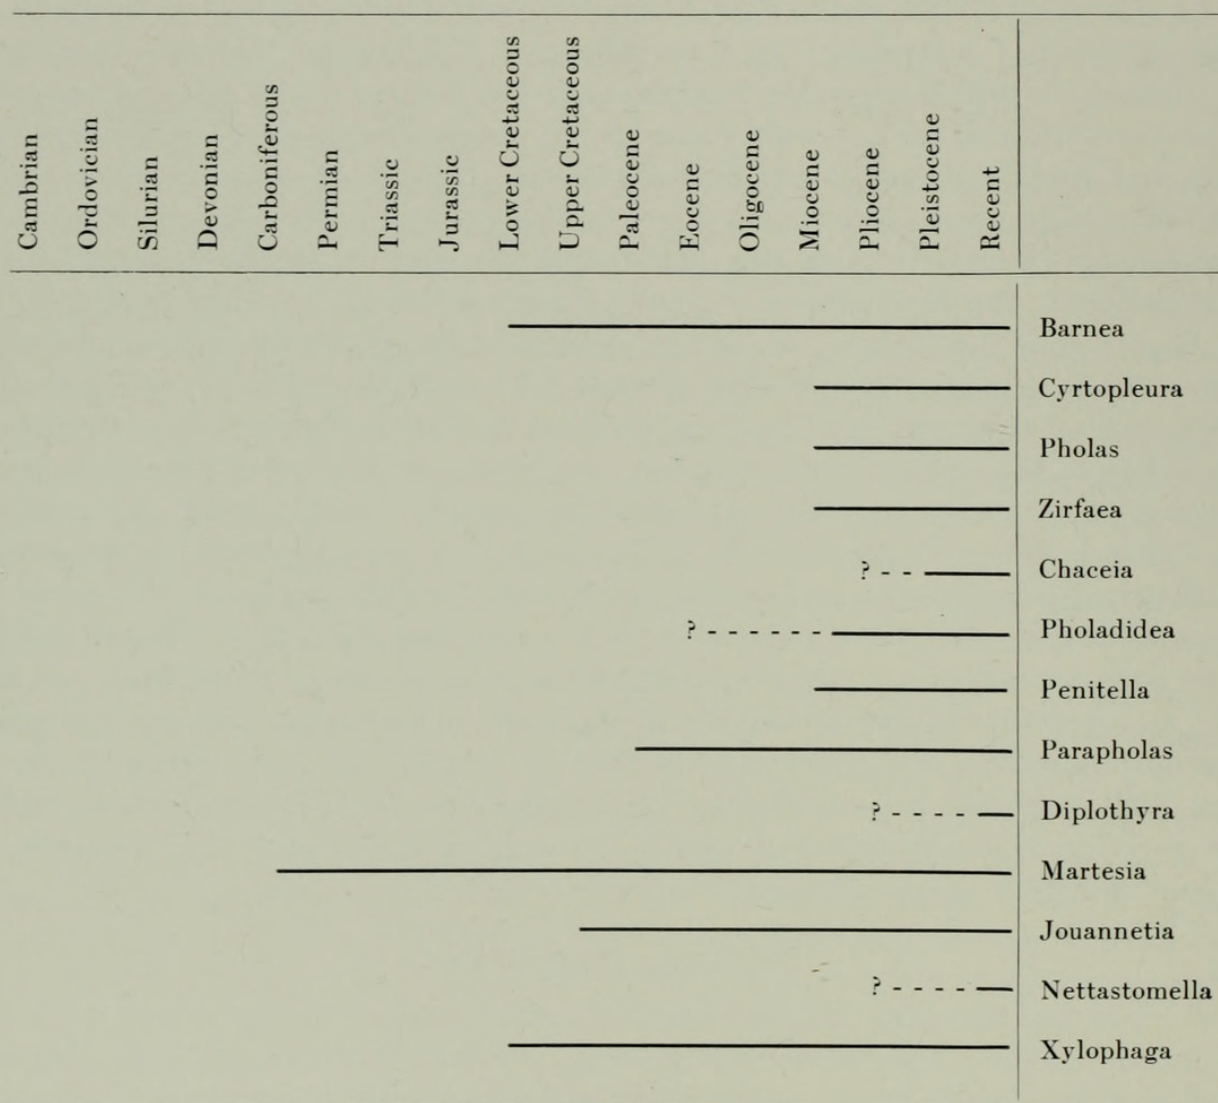 Cambrian
Ordovician
Silurian
Devonian
Carboniferous
Permian
Triassic
Jurassic
Lower Cretaceous
Upper Cretaceous
Paleocene
Eocene
Oligocene
Miocene
Pliocene
Pleistocene
Recent
Barnea
Cyrtopleura
Pholas
Zirfaea
? Chaceia
? Pholadidea
Penitella
Parapholas
? Diplothyra
Martesia
Jouannetia
? Nettastomella
Xylophaga